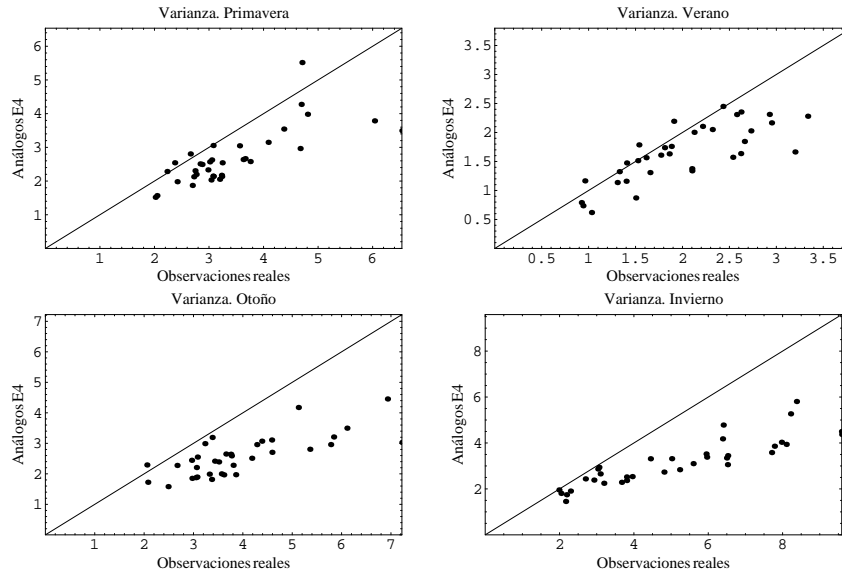 Varianza. Primavera
6
5
4
3
2
1
Análogos E4
1 2 3 4 5 6
Observaciones reales
Varianza. Verano
3.5
3
2.5
2
1.5
1
0.5
Análogos E4
0.5 1 1.5 2 2.5 3 3.5
Observaciones reales
Varianza. Otoño
7
6
5
4
3
2
1
Análogos E4
1 2 3 4 5 6 7
Observaciones reales
Varianza. Invierno
8
6
4
2
Análogos E4
2 4 6 8
Observaciones reales